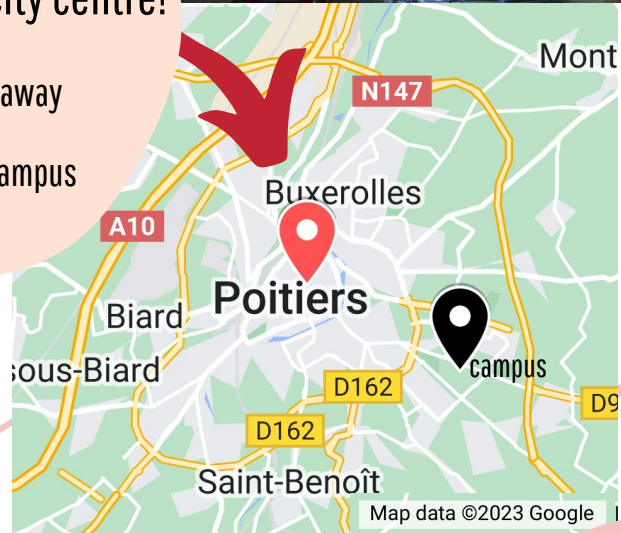 city centre!
away
ampus
Mont
N147
Buxerolles
A10
Poitiers
Biard
sous-Biard
campus
D162
D9
D162
Saint-Benoît
Map data ©2023 Google